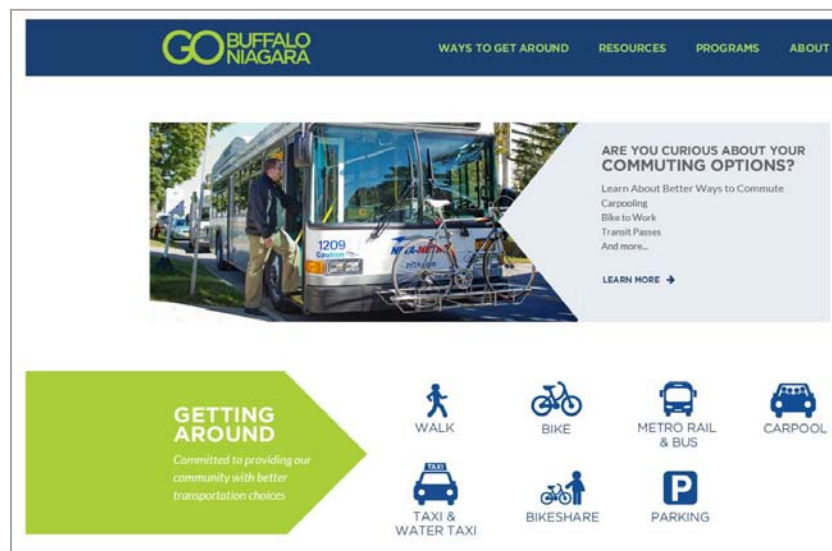 GO BUFFALO
NIAGARA
WAYS TO GET AROUND RESOURCES PROGRAMS ABOUT
ARE YOU CURIOUS ABOUT YOUR
COMMUTING OPTIONS?
Learn About Better Ways to Commute
Carpooling
Bike to Work
Transit Passes
And more...
LEARN MORE
1209
Caution
GETTING
AROUND
Committed to providing our
community with better
transportation choices
WALK
BIKE
METRO RAIL
& BUS
CARPOOL
TAXI
TAXI &
WATER TAXI
BIKESHARE
P
PARKING